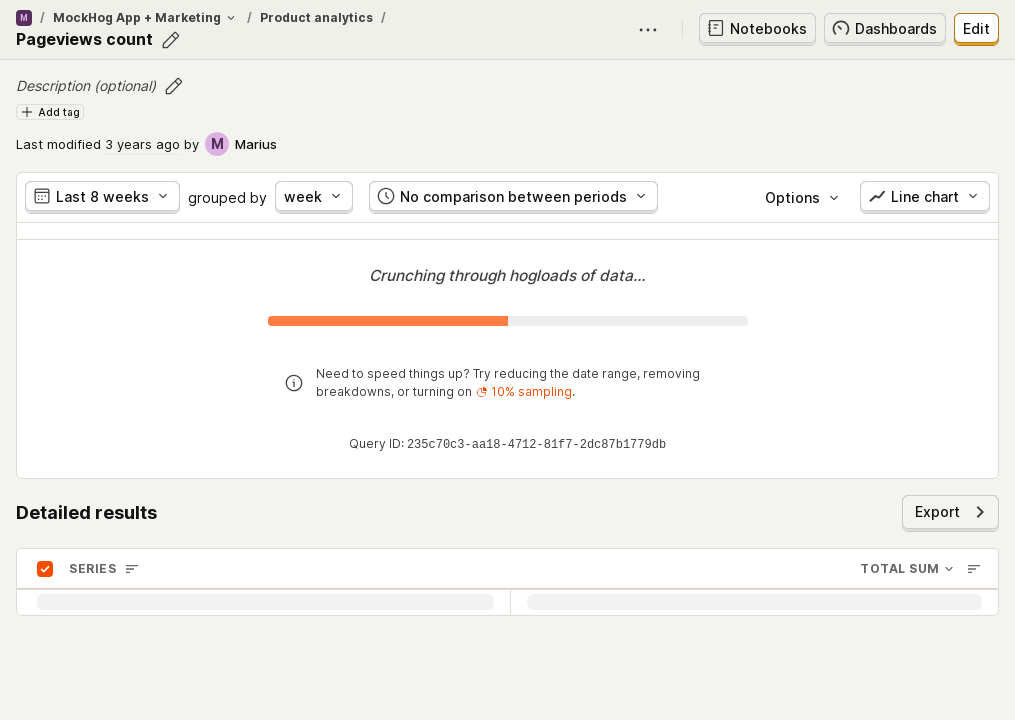 M / MockHog App + Marketing / Product analytics /
Pageviews count
Notebooks Dashboards Edit
Description (optional)
Add tag
Last modified 3 years ago by M Marius
Last 8 weeks grouped by week No comparison between periods Options Line chart
Crunching through hogloads of data...
Need to speed things up? Try reducing the date range, removing
breakdowns, or turning on 10% sampling.
Query ID: 235c70c3-aa18-4712-81f7-2dc87b1779db
Detailed results
Export
SERIES TOTAL SUM